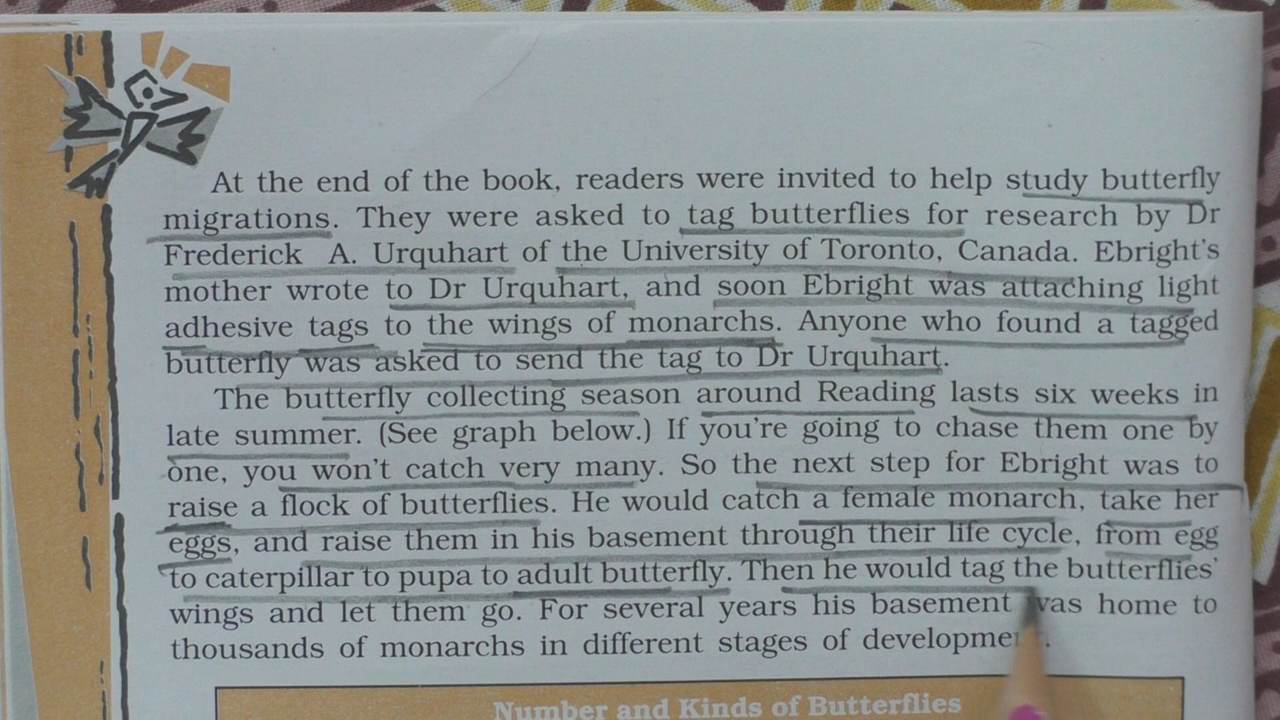 At the end of the book, readers were invited to help study butterfly
migrations. They were asked to tag butterflies for research by Dr
Frederick A. Urquhart of the University of Toronto, Canada. Ebright's
mother wrote to Dr Urquhart, and soon Ebright was attaching light
adhesive tags to the wings of monarchs. Anyone who found a tagged
butterfly was asked to send the tag to Dr Urquhart.
The butterfly collecting season around Reading lasts six weeks in
late summer. (See graph below.) If you're going to chase them one by
one, you won't catch very many. So the next step for Ebright was to
raise a flock of butterflies. He would catch a female monarch, take her
eggs, and raise them in his basement through their life cycle, from egg
to caterpillar to pupa to adult butterfly. Then he would tag the butterflies'
wings and let them go. For several years his basement was home to
thousands of monarchs in different stages of development.
Number and Kinds of Butterflies